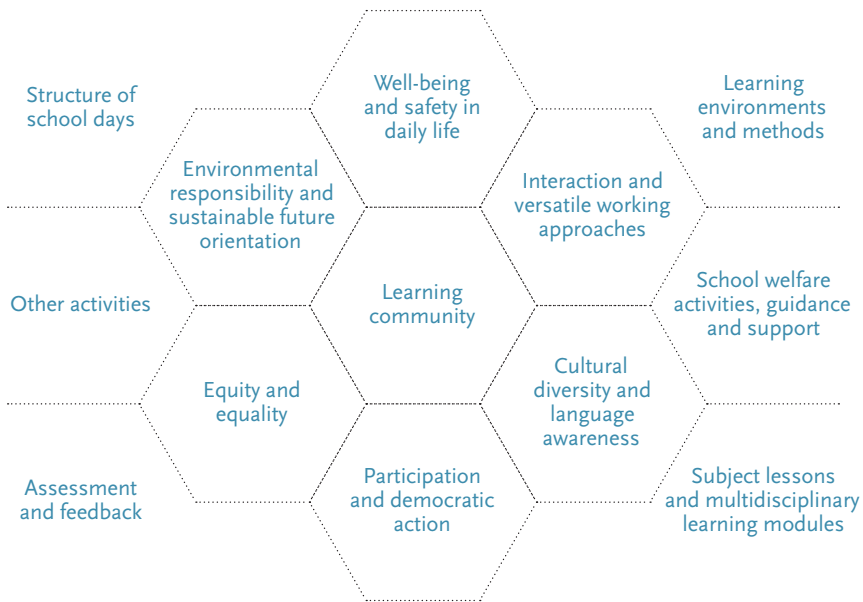 Structure of
school days
Well-being
and safety in
daily life
Learning
environments
and methods
Environmental
responsibility and
sustainable future
orientation
Interaction and
versatile working
approaches
Other activities
Learning
community
School welfare
activities, guidance
and support
Equity and
equality
Cultural
diversity and
language
awareness
Assessment
and feedback
Participation
and democratic
action
Subject lessons
and multidisciplinary
learning modules